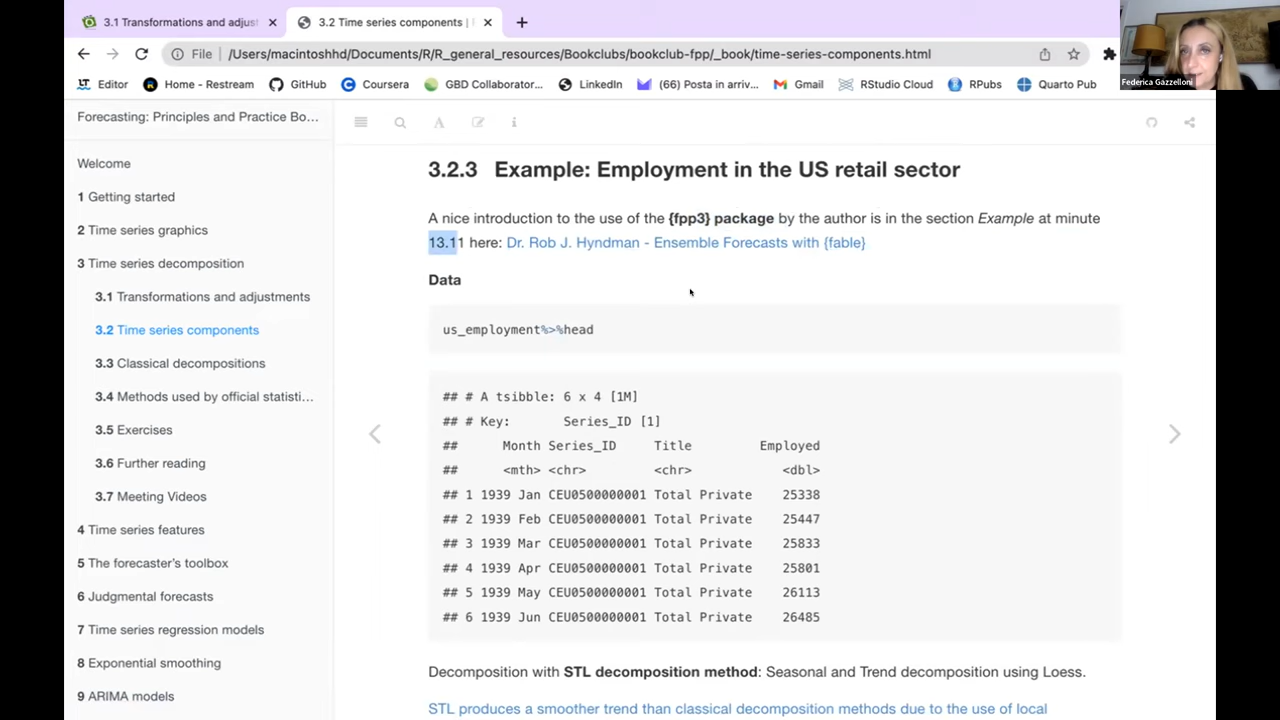 3.1 Transformations and adjus
3.2 Time series components |
File /Users/macintoshhd/Documents/R/R_general_resources/Bookclubs/bookclub-fpp/_book/time-series-components.html
Federica Gazzelloni
Editor Home - Restream GitHub Coursera GBD Collaborator... LinkedIn (66) Posta in arriv... Gmail RStudio Cloud RPubs Quarto Pub
Forecasting: Principles and Practice Bo...
Welcome
1 Getting started
2 Time series graphics
3 Time series decomposition
3.1 Transformations and adjustments
3.2 Time series components
3.3 Classical decompositions
3.4 Methods used by official statisti...
3.5 Exercises
3.6 Further reading
3.7 Meeting Videos
4 Time series features
5 The forecaster's toolbox
6 Judgmental forecasts
7 Time series regression models
8 Exponential smoothing
9 ARIMA models
3.2.3 Example: Employment in the US retail sector
A nice introduction to the use of the {fpp3} package by the author is in the section Example at minute
13.11 here: Dr. Rob J. Hyndman - Ensemble Forecasts with {fable}
Data
us_employment%>%head
## # A tsibble: 6 x 4 [1M]
## # Key: Series_ID [1]
## Month Series_ID Title Employed
## <mth> <chr> <chr> <dbl>
## 1 1939 Jan CEU0500000001 Total Private 25338
## 2 1939 Feb CEU0500000001 Total Private 25447
## 3 1939 Mar CEU0500000001 Total Private 25833
## 4 1939 Apr CEU0500000001 Total Private 25801
## 5 1939 May CEU0500000001 Total Private 26113
## 6 1939 Jun CEU0500000001 Total Private 26485
Decomposition with STL decomposition method: Seasonal and Trend decomposition using Loess.
STL produces a smoother trend than classical decomposition methods due to the use of local